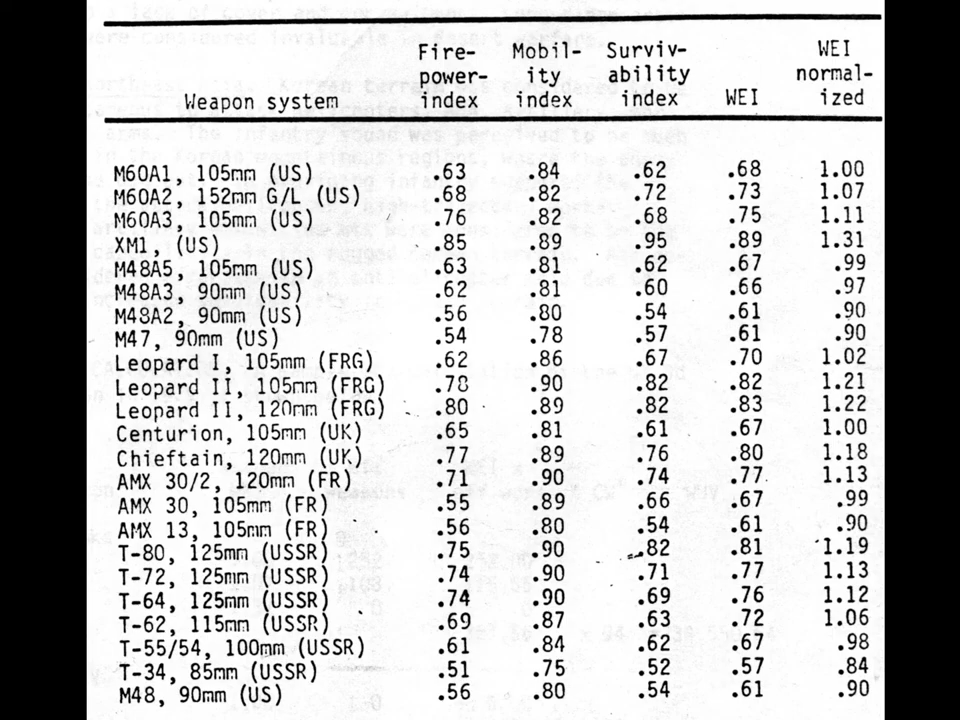 Fire- Mobil- Surviv- WEI
power- ity ability normal-
Weapon system index index index WEI ized
M60A1, 105mm (US) .63 .84 .62 .68 1.00
M60A2, 152mm G/L (US) .68 .82 .72 .73 1.07
M60A3, 105mm (US) .76 .82 .68 .75 1.11
XM1, (US) .85 .89 .95 .89 1.31
M48A5, 105mm (US) .63 .81 .62 .67 .99
M48A3, 90mm (US) .62 .81 .60 .66 .97
M48A2, 90mm (US) .56 .80 .54 .61 .90
M47, 90mm (US) .54 .78 .57 .61 .90
Leopard I, 105mm (FRG) .62 .86 .67 .70 1.02
Leopard II, 105mm (FRG) .78 .90 .82 .82 1.21
Leopard II, 120mm (FRG) .80 .89 .82 .83 1.22
Centurion, 105mm (UK) .65 .81 .61 .67 1.00
Chieftain, 120mm (UK) .77 .89 .76 .80 1.18
AMX 30/2, 120mm (FR) .71 .90 .74 .77 1.13
AMX 30, 105mm (FR) .55 .89 .66 .67 .99
AMX 13, 105mm (FR) .56 .80 .54 .61 .90
T-80, 125mm (USSR) .75 .90 .82 .81 1.19
T-72, 125mm (USSR) .74 .90 .71 .77 1.13
T-64, 125mm (USSR) .74 .90 .69 .76 1.12
T-62, 115mm (USSR) .69 .87 .63 .72 1.06
T-55/54, 100mm (USSR) .61 .84 .62 .67 .98
T-34, 85mm (USSR) .51 .75 .52 .57 .84
M48, 90mm (US) .56 .80 .54 .61 .90